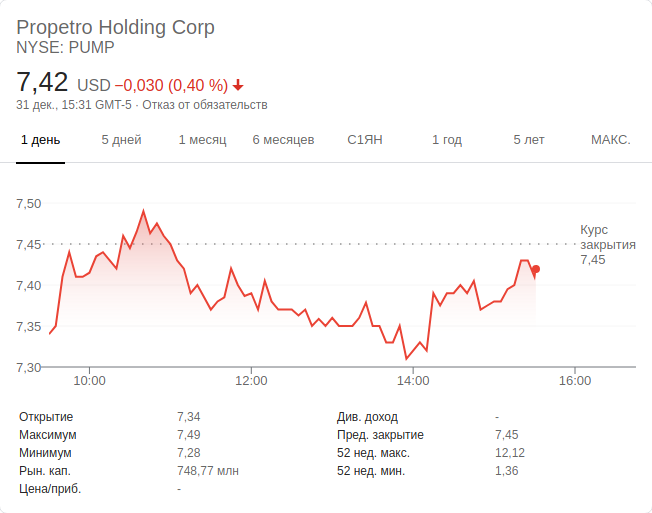 Propetro Holding Corp
NYSE: PUMP
7,42 USD −0,030 (0,40 %)
31 дек., 15:31 GMT-5 · Отказ от обязательств
1 день 5 дней 1 месяц 6 месяцев С1ЯН 1 год 5 лет МАКС.
7,50
Курс
7,45 закрытия
7,45
7,40
7,35
7,30
10:00 12:00 14:00 16:00
Открытие 7,34 Див. доход -
Максимум 7,49 Пред. закрытие 7,45
Минимум 7,28 52 нед. макс. 12,12
Рын. кап. 748,77 млн 52 нед. мин. 1,36
Цена/приб. -